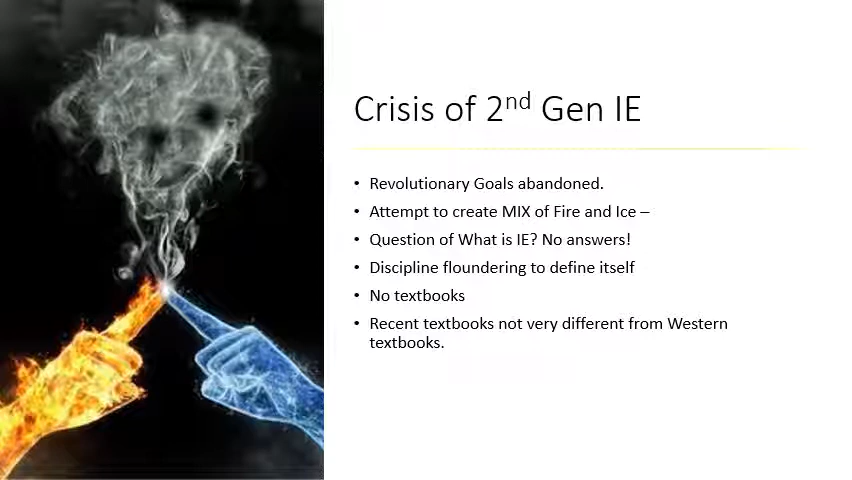 Crisis of 2nd Gen IE
• Revolutionary Goals abandoned.
• Attempt to create MIX of Fire and Ice –
• Question of What is IE? No answers!
• Discipline floundering to define itself
• No textbooks
• Recent textbooks not very different from Western
textbooks.